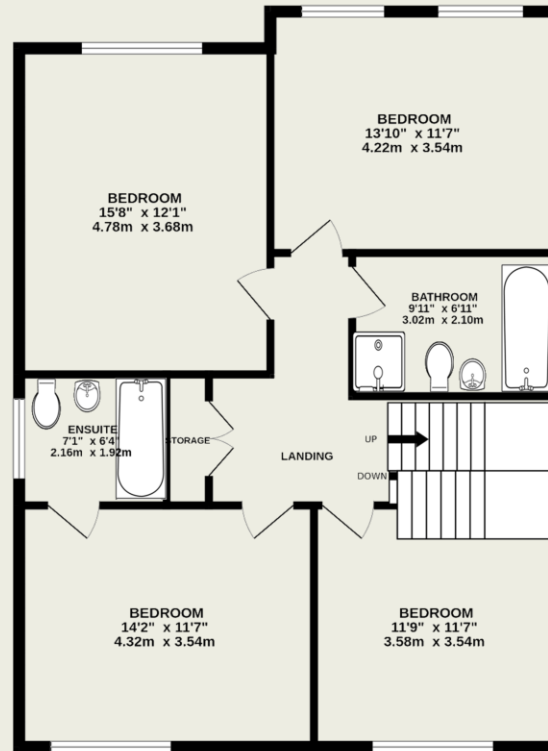 BEDROOM
13'10" x 11'7"
4.22m x 3.54m
BEDROOM
15'8" x 12'1"
4.78m x 3.68m
BATHROOM
9'11" x 6'11"
3.02m x 2.10m
ENSUITE
7'1" x 6'4"
2.16m x 1.92m
STORAGE
UP
LANDING
DOWN
BEDROOM
14'2" x 11'7"
4.32m x 3.54m
BEDROOM
11'9" x 11'7"
3.58m x 3.54m